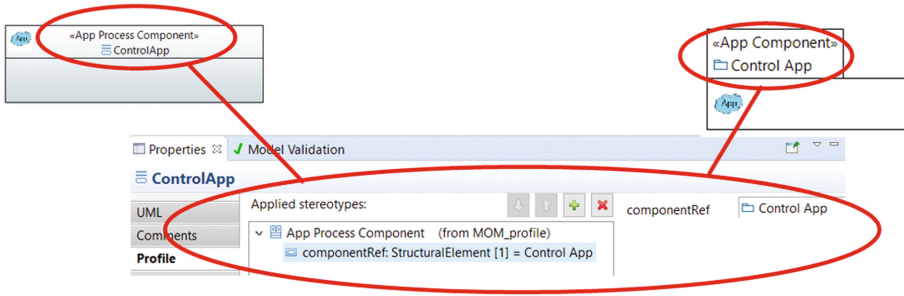 App
«App Process Component»
ControlApp
«App Component»
Control App
App
Properties
Model Validation
ControlApp
UML
Comments
Profile
Applied stereotypes:
App Process Component (from MOM_profile)
componentRef: StructuralElement [1] = Control App
componentRef
Control App